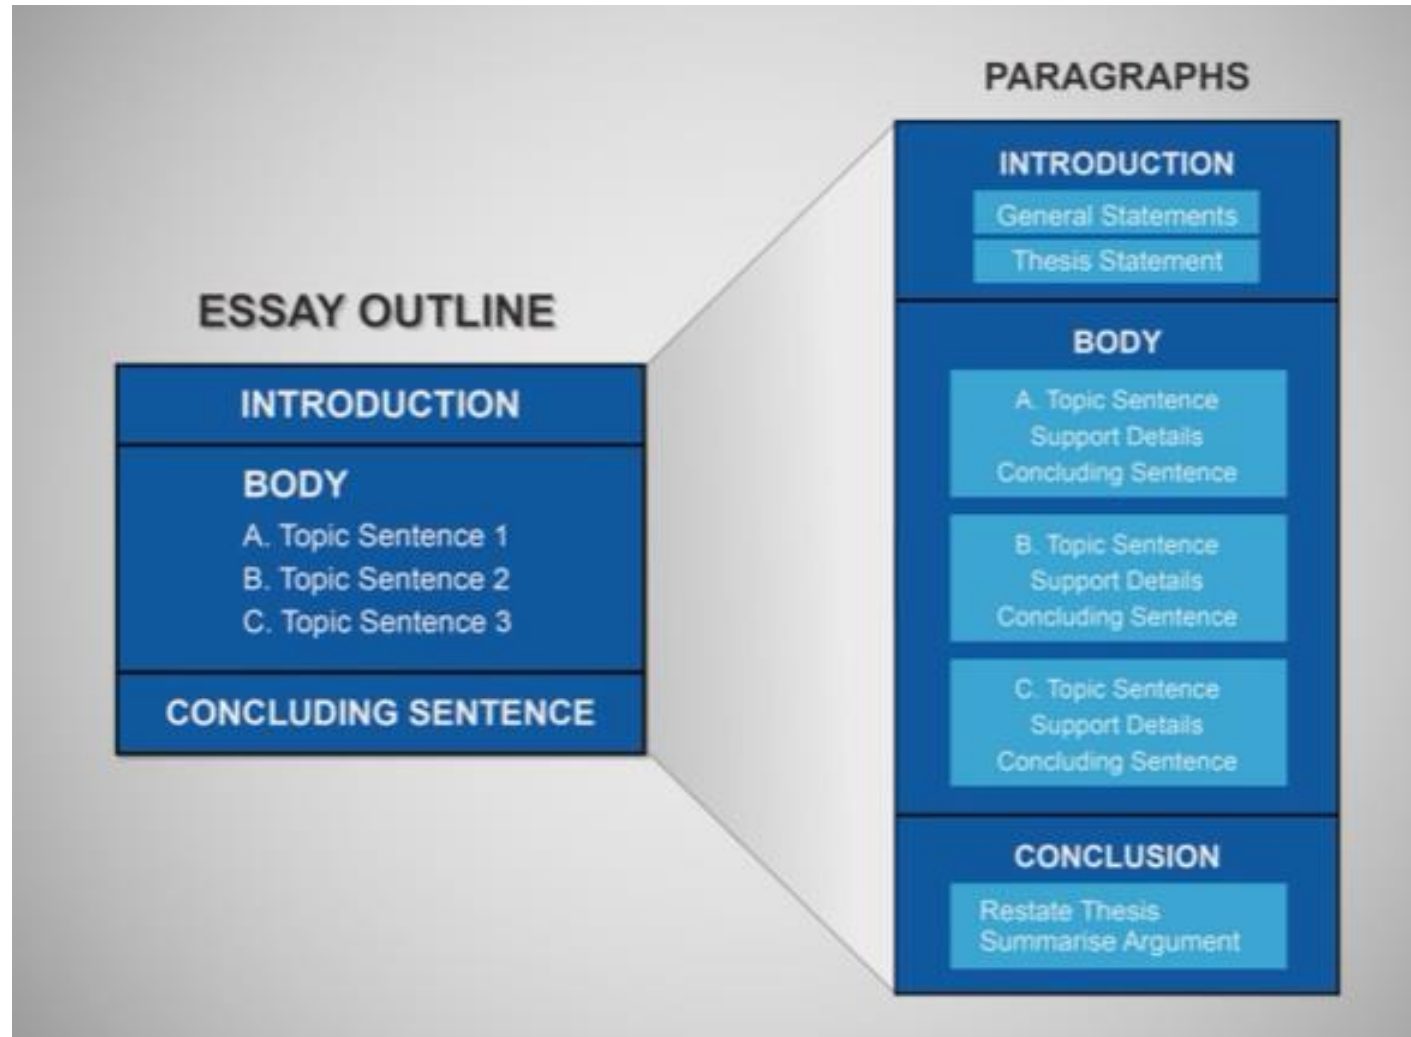 ESSAY OUTLINE
INTRODUCTION
BODY
A. Topic Sentence 1
B. Topic Sentence 2
C. Topic Sentence 3
CONCLUDING SENTENCE
PARAGRAPHS
INTRODUCTION
General Statements
Thesis Statement
BODY
A. Topic Sentence
Support Details
Concluding Sentence
B. Topic Sentence
Support Details
Concluding Sentence
C. Topic Sentence
Support Details
Concluding Sentence
CONCLUSION
Restate Thesis
Summarise Argument